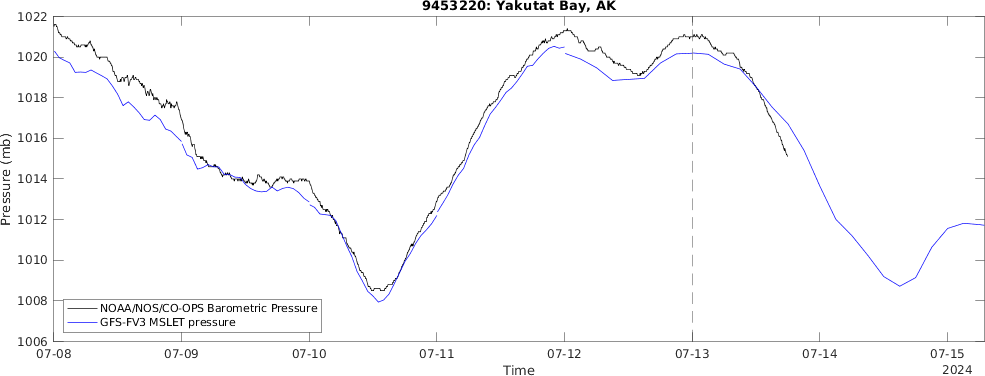 9453220: Yakutat Bay, AK
1022
1020
1018
1016
1014
1012
1010
1008
1006
Pressure (mb)
NOAA/NOS/CO-OPS Barometric Pressure
GFS-FV3 MSLET pressure
07-08 07-09 07-10 07-11 07-12 07-13 07-14 07-15
Time
2024